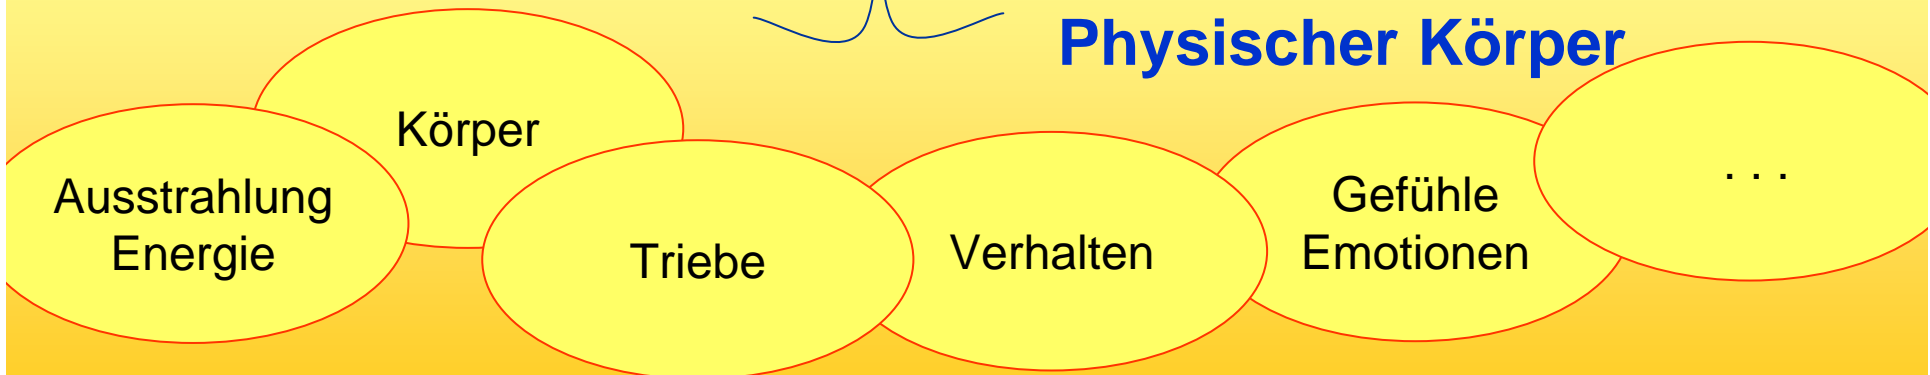 Physischer Körper
Körper
Ausstrahlung
Energie
Triebe
Verhalten
Gefühle
Emotionen
. . .